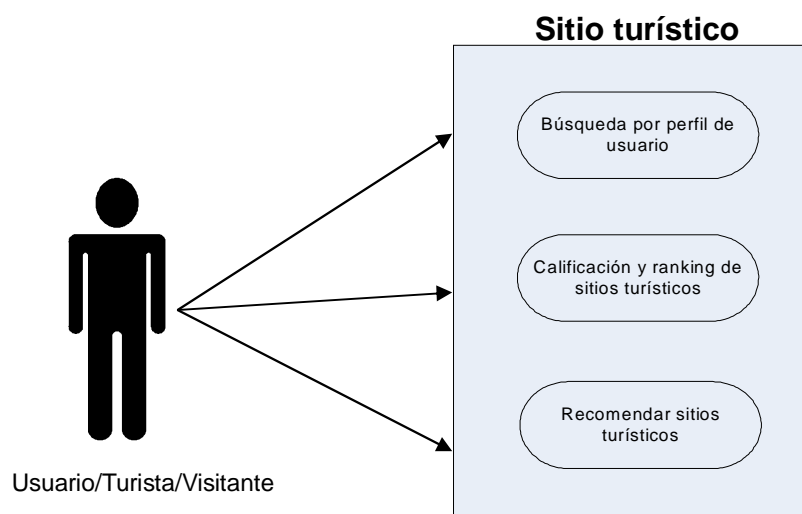 Sitio turístico
Búsqueda por perfil de
usuario
Calificación y ranking de
sitios turísticos
Recomendar sitios
turísticos
Usuario/Turista/Visitante